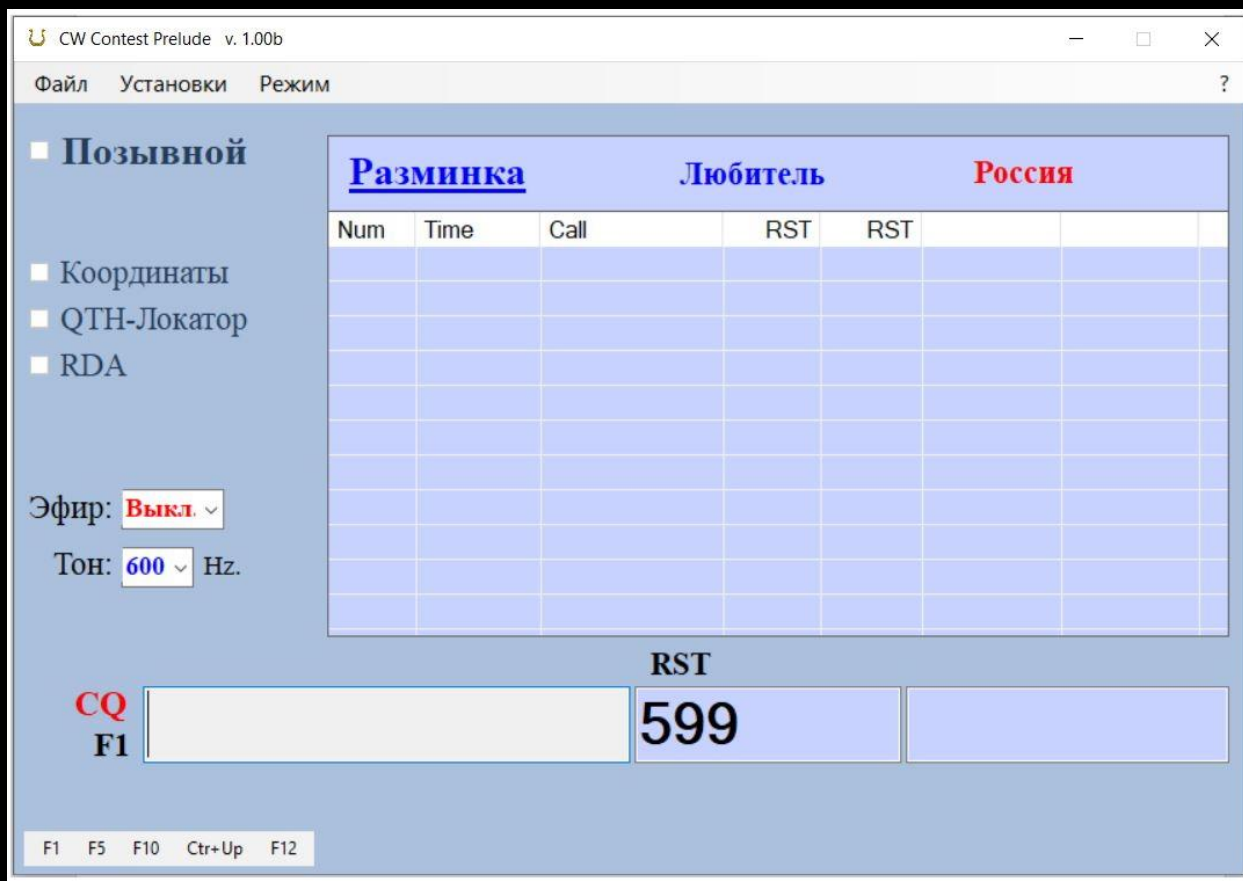 CW Contest Prelude v. 1.00b
Файл Установки Режим ?
Позывной
Разминка Любитель Россия
Num Time Call RST RST
Координаты
QTH-Локатор
RDA
Эфир: Выкл.
Тон: 600 Hz.
RST
CQ
F1
599
F1 F5 F10 Ctr+Up F12